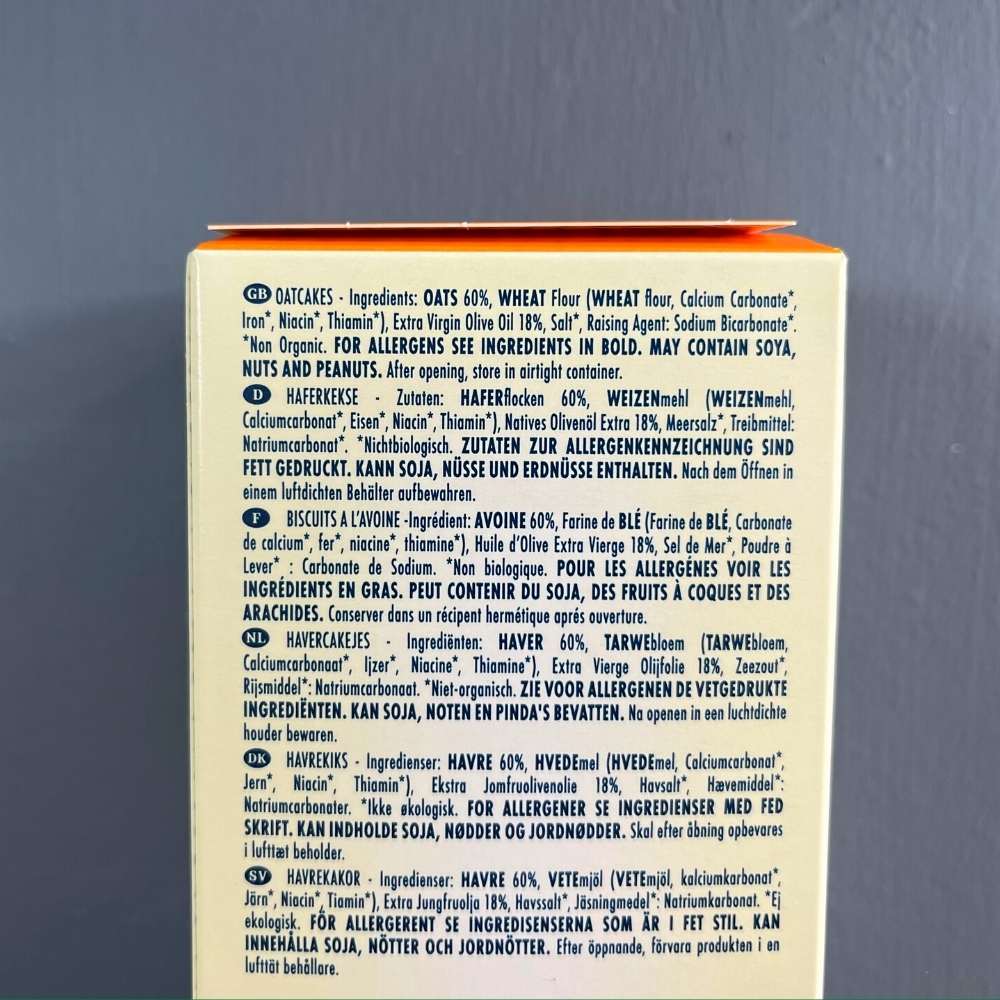 GB OATCAKES - Ingredients: OATS 60%, WHEAT Flour (WHEAT flour, Calcium Carbonate*,
Iron*, Niacin*, Thiamin*), Extra Virgin Olive Oil 18%, Salt*, Raising Agent: Sodium Bicarbonate*.
*Non Organic. FOR ALLERGENS SEE INGREDIENTS IN BOLD. MAY CONTAIN SOYA,
NUTS AND PEANUTS. After opening, store in airtight container.
D HAFERKEKSE - Zutaten: HAFERflocken 60%, WEIZENmehl (WEIZENmehl,
Calciumcarbonat*, Eisen*, Niacin*, Thiamin*), Natives Olivenöl Extra 18%, Meersalz*, Treibmittel:
Natriumcarbonat*. *Nichtbiologisch. ZUTATEN ZUR ALLERGENKENNZEICHNUNG SIND
FETT GEDRUCKT. KANN SOJA, NÜSSE UND ERDNÜSSE ENTHALTEN. Nach dem Öffnen in
einem luftdichten Behälter aufbewahren.
F BISCUITS A L'AVOINE -Ingrédient: AVOINE 60%, Farine de BLÉ (Farine de BLÉ, Carbonate
de calcium*, fer*, niacine*, thiamine*), Huile d'Olive Extra Vierge 18%, Sel de Mer*, Poudre à
Lever* : Carbonate de Sodium. *Non biologique. POUR LES ALLERGÉNES VOIR LES
INGRÉDIENTS EN GRAS. PEUT CONTENIR DU SOJA, DES FRUITS À COQUES ET DES
ARACHIDES. Conserver dans un récipent hermétique aprés ouverture.
NL HAVERCAKEJES - Ingrediënten: HAVER 60%, TARWEbloem (TARWEbloem,
Calciumcarbonaat*, Ijzer*, Niacine*, Thiamine*), Extra Vierge Olijfolie 18%, Zeezout*,
Rijsmiddel*: Natriumcarbonaat. *Niet-organisch. ZIE VOOR ALLERGENEN DE VETGEDRUKTE
INGREDIËNTEN. KAN SOJA, NOTEN EN PINDA'S BEVATTEN. Na openen in een luchtdichte
houder bewaren.
DK HAVREKIKS - Ingredienser: HAVRE 60%, HVEDEmel (HVEDEmel, Calciumcarbonat*,
Jern*, Niacin*, Thiamin*), Ekstra Jomfruolivenolie 18%, Havsalt*, Hævemiddel*:
Natriumcarbonater. *Ikke økologisk. FOR ALLERGENER SE INGREDIENSER MED FED
SKRIFT. KAN INDHOLDE SOJA, NØDDER OG JORDNØDDER. Skal efter åbning opbevares
i lufttæt beholder.
SV HAVREKAKOR - Ingredienser: HAVRE 60%, VETEmjöl (VETEmjöl, kalciumkarbonat*,
Järn*, Niacin*, Tiamin*), Extra Jungfruolja 18%, Havssalt*, Jäsningmedel*: Natriumkarbonat. *Ej
ekologisk. FÖR ALLERGERENT SE INGREDISENSERNA SOM ÄR I FET STIL. KAN
INNEHÅLLA SOJA, NÖTTER OCH JORDNÖTTER. Efter öppnande, förvara produkten i en
lufttät behållare.